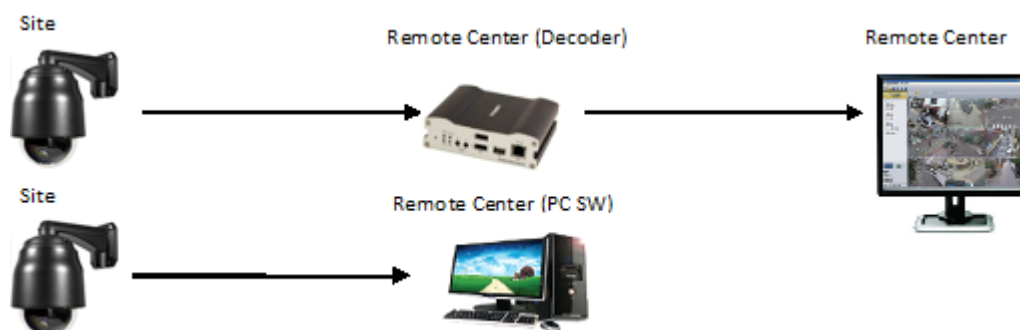 Site
Remote Center (Decoder)
Remote Center
Site
Remote Center (PC SW)